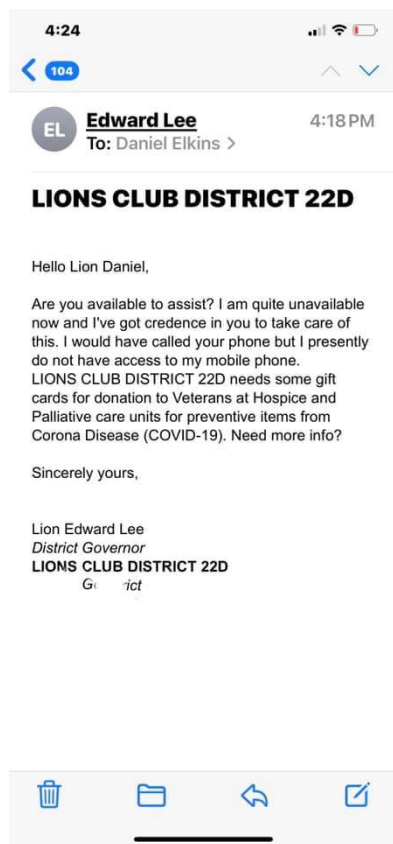 4:24
104
EL
Edward Lee
4:18 PM
To: Daniel Elkins >
LIONS CLUB DISTRICT 22D
Hello Lion Daniel,
Are you available to assist? I am quite unavailable
now and I've got credence in you to take care of
this. I would have called your phone but I presently
do not have access to my mobile phone.
LIONS CLUB DISTRICT 22D needs some gift
cards for donation to Veterans at Hospice and
Palliative care units for preventive items from
Corona Disease (COVID-19). Need more info?
Sincerely yours,
Lion Edward Lee
District Governor
LIONS CLUB DISTRICT 22D